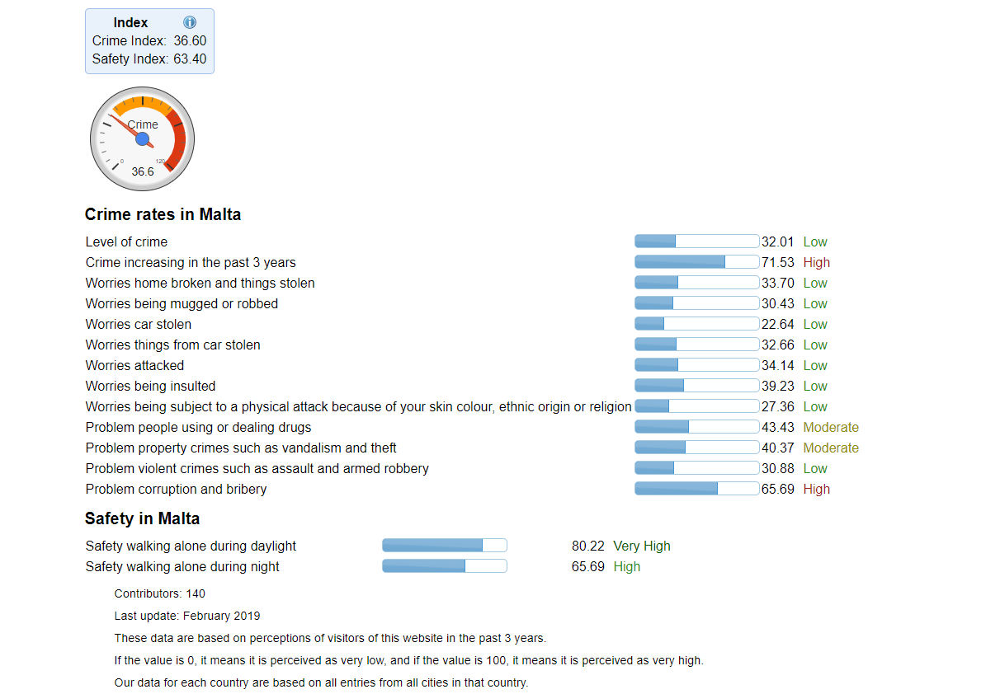 Index
Crime Index: 36.60
Safety Index: 63.40
Crime
0 120
36.6
Crime rates in Malta
Level of crime 32.01 Low
Crime increasing in the past 3 years 71.53 High
Worries home broken and things stolen 33.70 Low
Worries being mugged or robbed 30.43 Low
Worries car stolen 22.64 Low
Worries things from car stolen 32.66 Low
Worries attacked 34.14 Low
Worries being insulted 39.23 Low
Worries being subject to a physical attack because of your skin colour, ethnic origin or religion 27.36 Low
Problem people using or dealing drugs 43.43 Moderate
Problem property crimes such as vandalism and theft 40.37 Moderate
Problem violent crimes such as assault and armed robbery 30.88 Low
Problem corruption and bribery 65.69 High
Safety in Malta
Safety walking alone during daylight 80.22 Very High
Safety walking alone during night 65.69 High
Contributors: 140
Last update: February 2019
These data are based on perceptions of visitors of this website in the past 3 years.
If the value is 0, it means it is perceived as very low, and if the value is 100, it means it is perceived as very high.
Our data for each country are based on all entries from all cities in that country.